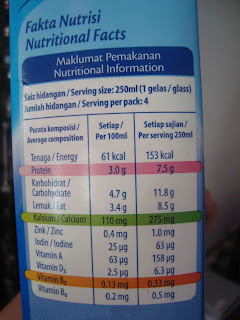 Fakta Nutrisi
Nutritional Facts
Maklumat Pemakanan
Nutritional Information
Saiz hidangan / Serving size: 250ml (1 gelas / glass)
Jumlah hidangan / Serving per pack: 4
Purata komposisi / Average composition Setiap / Per 100ml Setiap sajian / Per serving 250ml
Tenaga / Energy 61 kcal 153 kcal
Protein 3.0 g 7.5 g
Karbohidrat /
Carbohydrate 4.7 g 11.8 g
Lemak / Fat 3.4 g 8.5 g
Kalsium / Calcium 110 mg 275 mg
Zink / Zinc 0.4 mg 1.0 mg
Iodin / Iodine 25 µg 63 µg
Vitamin A 63 µg 158 µg
Vitamin D₃ 2.5 µg 6.3 µg
Vitamin B₂ 0.13 mg 0.33 mg
Vitamin B₆ 0.2 mg 0.5 mg